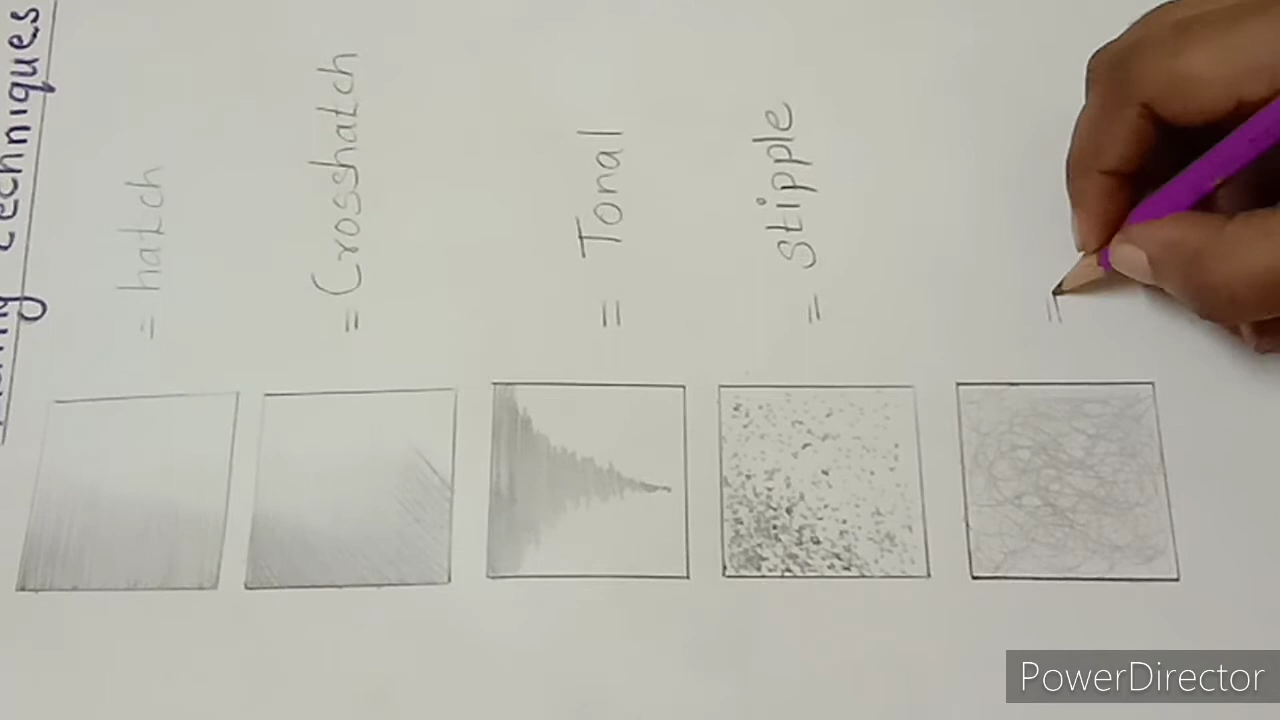 techniques
= hatch
= Crosshatch
= Tonal
= stipple
=
PowerDirector